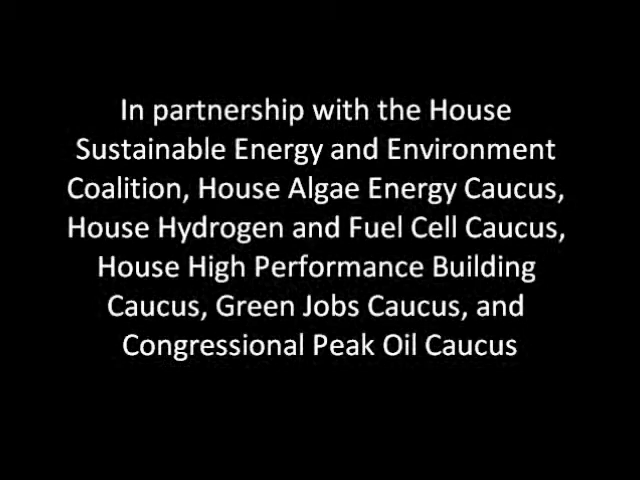 In partnership with the House
Sustainable Energy and Environment
Coalition, House Algae Energy Caucus,
House Hydrogen and Fuel Cell Caucus,
House High Performance Building
Caucus, Green Jobs Caucus, and
Congressional Peak Oil Caucus